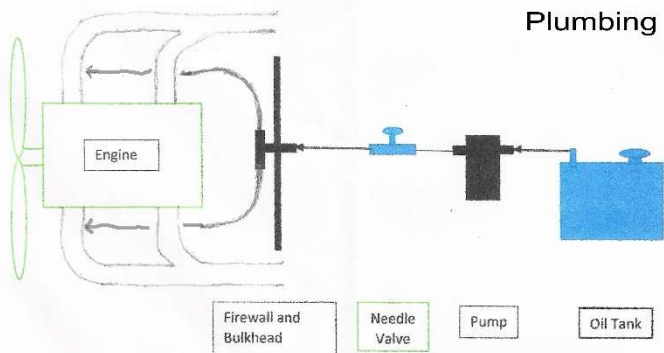 Plumbing
Engine
Firewall and
Bulkhead
Needle
Valve
Pump
Oil Tank